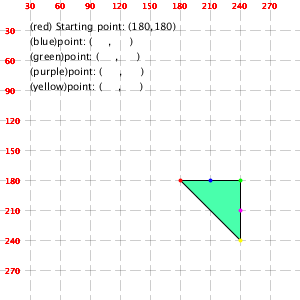 30 60 90 120 150 180 210 240 270
30
(red) Starting point: (180,180)
(blue)point: ( , )
(green)point: ( , )
60
(purple)point: ( , )
(yellow)point: ( , )
90
120
150
180
210
240
270